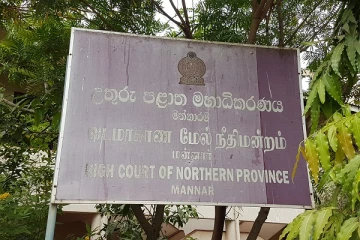 උතුරු පළාත මහාධිකරණය
මන්නාරම
வட மாகாண மேல் நீதிமன்றம்
மன்னார்
HIGH COURT OF NORTHERN PROVINCE
MANNAR